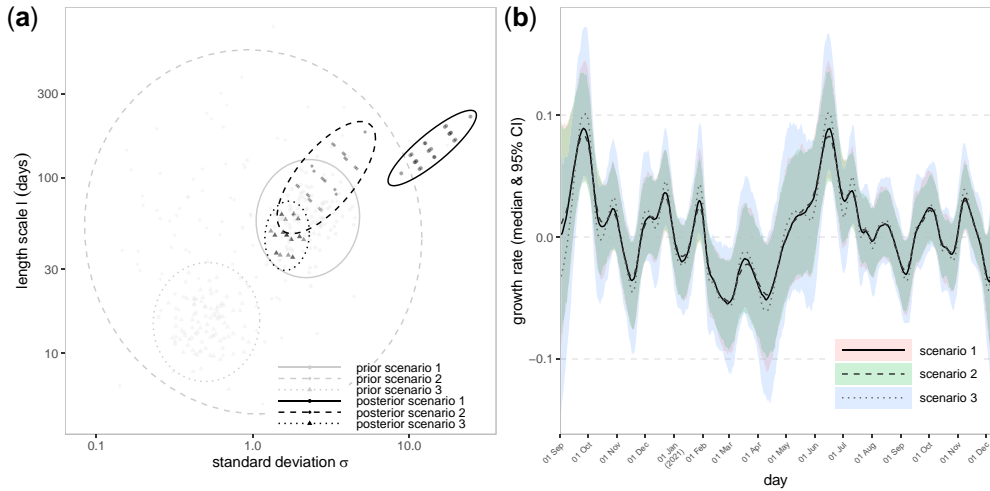 (a)
length scale l (days)
300
100
30
10
0.1
1.0
10.0
standard deviation σ
prior scenario 1
prior scenario 2
prior scenario 3
posterior scenario 1
posterior scenario 2
posterior scenario 3
(b)
growth rate (median & 95% CI)
0.1
0.0
−0.1
01 Sep
01 Oct
01 Nov
01 Dec
01 Jan
(2021)
01 Feb
01 Mar
01 Apr
01 May
01 Jun
01 Jul
01 Aug
01 Sep
01 Oct
01 Nov
01 Dec
day
scenario 1
scenario 2
scenario 3